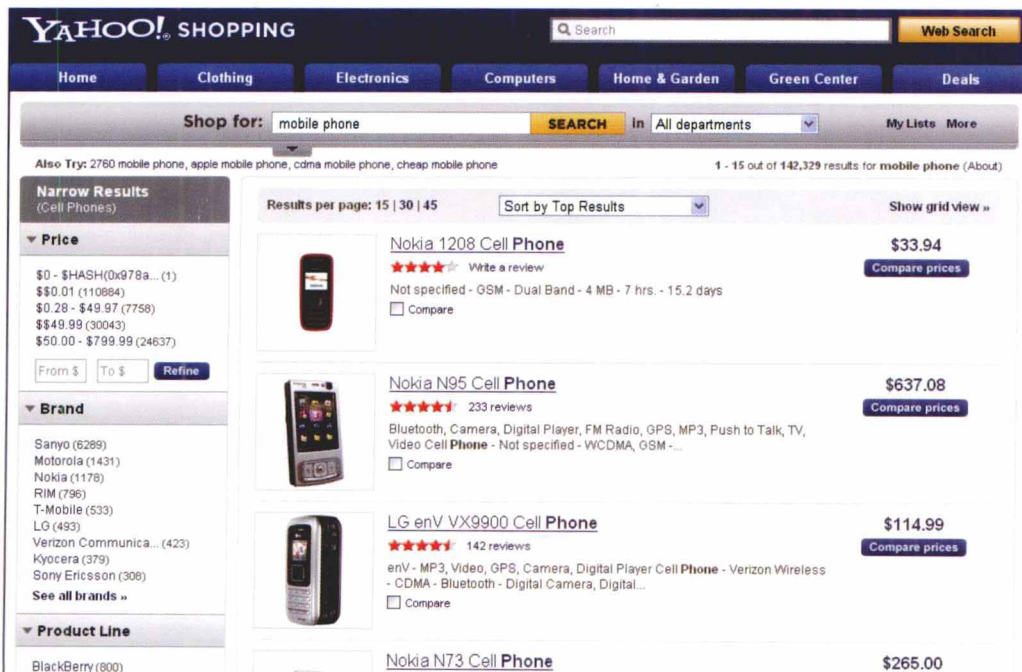 YAHOO!® SHOPPING
Search
Web Search
Home Clothing Electronics Computers Home & Garden Green Center Deals
Shop for: mobile phone SEARCH in All departments My Lists More
Also Try: 2760 mobile phone, apple mobile phone, cdma mobile phone, cheap mobile phone
1 - 15 out of 142,329 results for mobile phone (About)
Narrow Results
(Cell Phones)
Price
$0 - $HASH(0x978a... (1)
$$0.01 (110884)
$0.28 - $49.97 (7758)
$$49.99 (30043)
$50.00 - $799.99 (24637)
From $ To $ Refine
Brand
Sanyo (6289)
Motorola (1431)
Nokia (1178)
RIM (796)
T-Mobile (533)
LG (493)
Verizon Communica... (423)
Kyocera (379)
Sony Ericsson (308)
See all brands »
Product Line
BlackBerry (800)
Results per page: 15 | 30 | 45 Sort by Top Results Show grid view »
Nokia 1208 Cell Phone $33.94
Write a review Compare prices
Not specified - GSM - Dual Band - 4 MB - 7 hrs. - 15.2 days
Compare
Nokia N95 Cell Phone $637.08
233 reviews Compare prices
Bluetooth, Camera, Digital Player, FM Radio, GPS, MP3, Push to Talk, TV,
Video Cell Phone - Not specified - WCDMA, GSM -...
Compare
LG enV VX9900 Cell Phone $114.99
142 reviews Compare prices
enV - MP3, Video, GPS, Camera, Digital Player Cell Phone - Verizon Wireless
- CDMA - Bluetooth - Digital Camera, Digital...
Compare
Nokia N73 Cell Phone $265.00